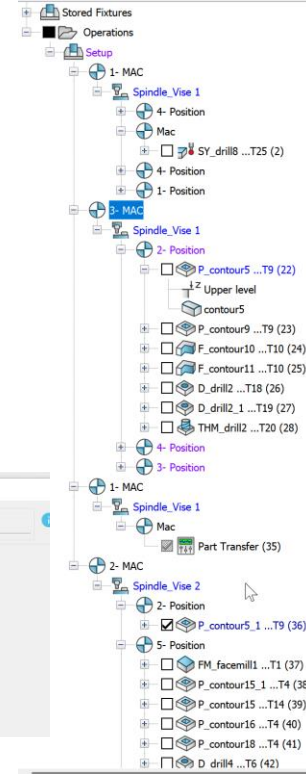 Stored Fixtures
Operations
Setup
1- MAC
Spindle_Vise 1
4- Position
Mac
SY_drill8 ...T25 (2)
4- Position
1- Position
3- MAC
Spindle_Vise 1
2- Position
P_contour5 ...T9 (22)
Z Upper level
contour5
P_contour9 ...T9 (23)
F_contour10 ...T10 (24)
F_contour11 ...T10 (25)
D_drill2 ...T18 (26)
D_drill2_1 ...T19 (27)
THM_drill2 ...T20 (28)
4- Position
3- Position
1- MAC
Spindle_Vise 1
Mac
Part Transfer (35)
2- MAC
Spindle_Vise 2
2- Position
P_contour5_1 ...T9 (36)
5- Position
FM_facemill1 ...T1 (37)
P_contour15_1 ...T4 (38
P_contour15 ...T14 (39)
P_contour16 ...T4 (40)
P_contour18 ...T4 (41)
D_drill4 ...T6 (42)